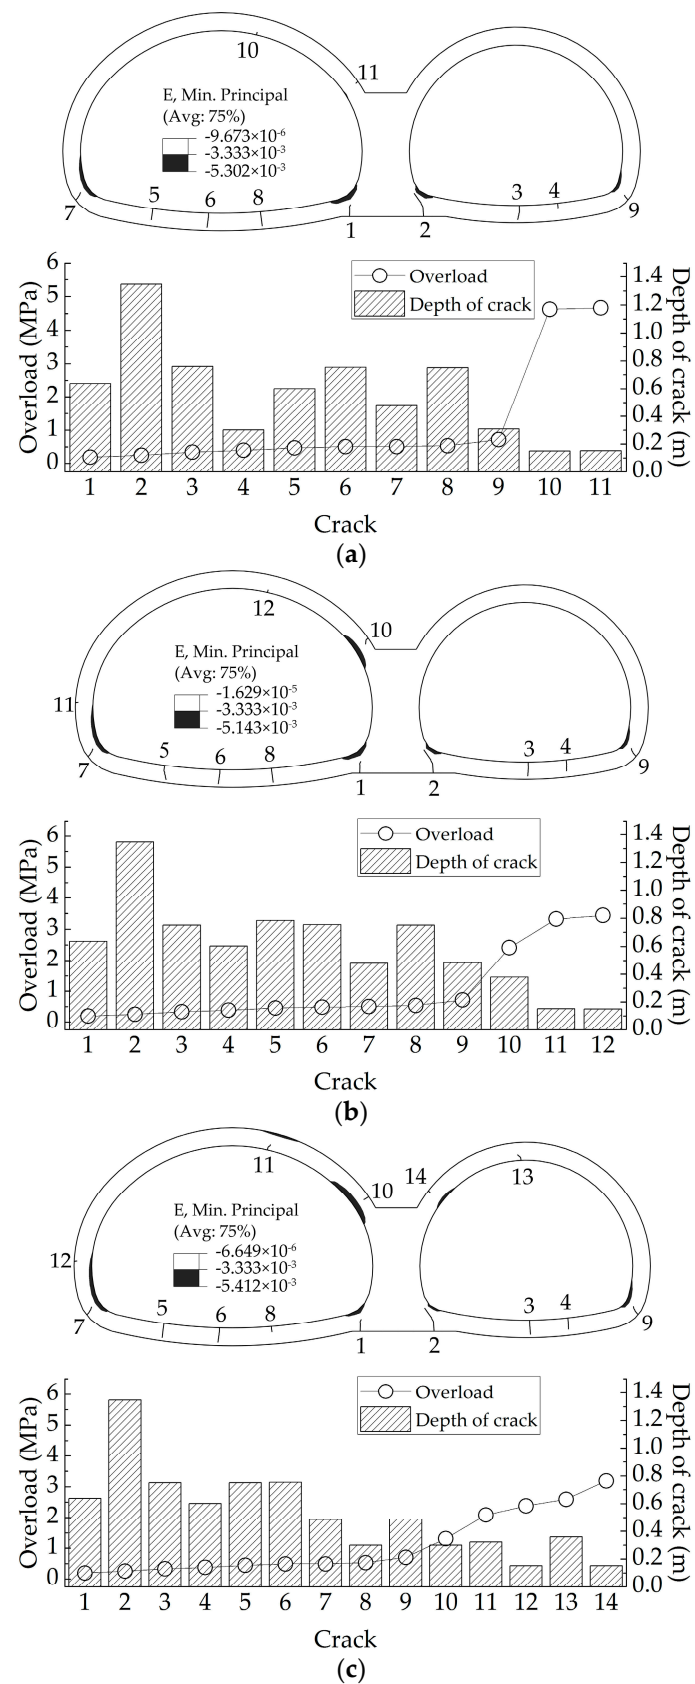 10
11
E, Min. Principal
(Avg: 75%)
-9.673×10⁻⁶
-3.333×10⁻³
-5.302×10⁻³
7 5 6 8 1 2 3 4 9
6
5
4
3
2
1
0
Overload (MPa)
Overload
Depth of crack
1.4
1.2
1.0
0.8
0.6
0.4
0.2
0.0
Depth of crack (m)
1 2 3 4 5 6 7 8 9 10 11
Crack
(a)
12
10
E, Min. Principal
(Avg: 75%)
-1.629×10⁻⁵
-3.333×10⁻³
-5.143×10⁻³
11
7 5 6 8 1 2 3 4 9
6
5
4
3
2
1
0
Overload (MPa)
Overload
Depth of crack
1.4
1.2
1.0
0.8
0.6
0.4
0.2
0.0
Depth of crack (m)
1 2 3 4 5 6 7 8 9 10 11 12
Crack
(b)
11
10 14
13
E, Min. Principal
(Avg: 75%)
-6.649×10⁻⁶
-3.333×10⁻³
-5.412×10⁻³
12
7 5 6 8 1 2 3 4 9
6
5
4
3
2
1
0
Overload (MPa)
Overload
Depth of crack
1.4
1.2
1.0
0.8
0.6
0.4
0.2
0.0
Depth of crack (m)
1 2 3 4 5 6 7 8 9 10 11 12 13 14
Crack
(c)